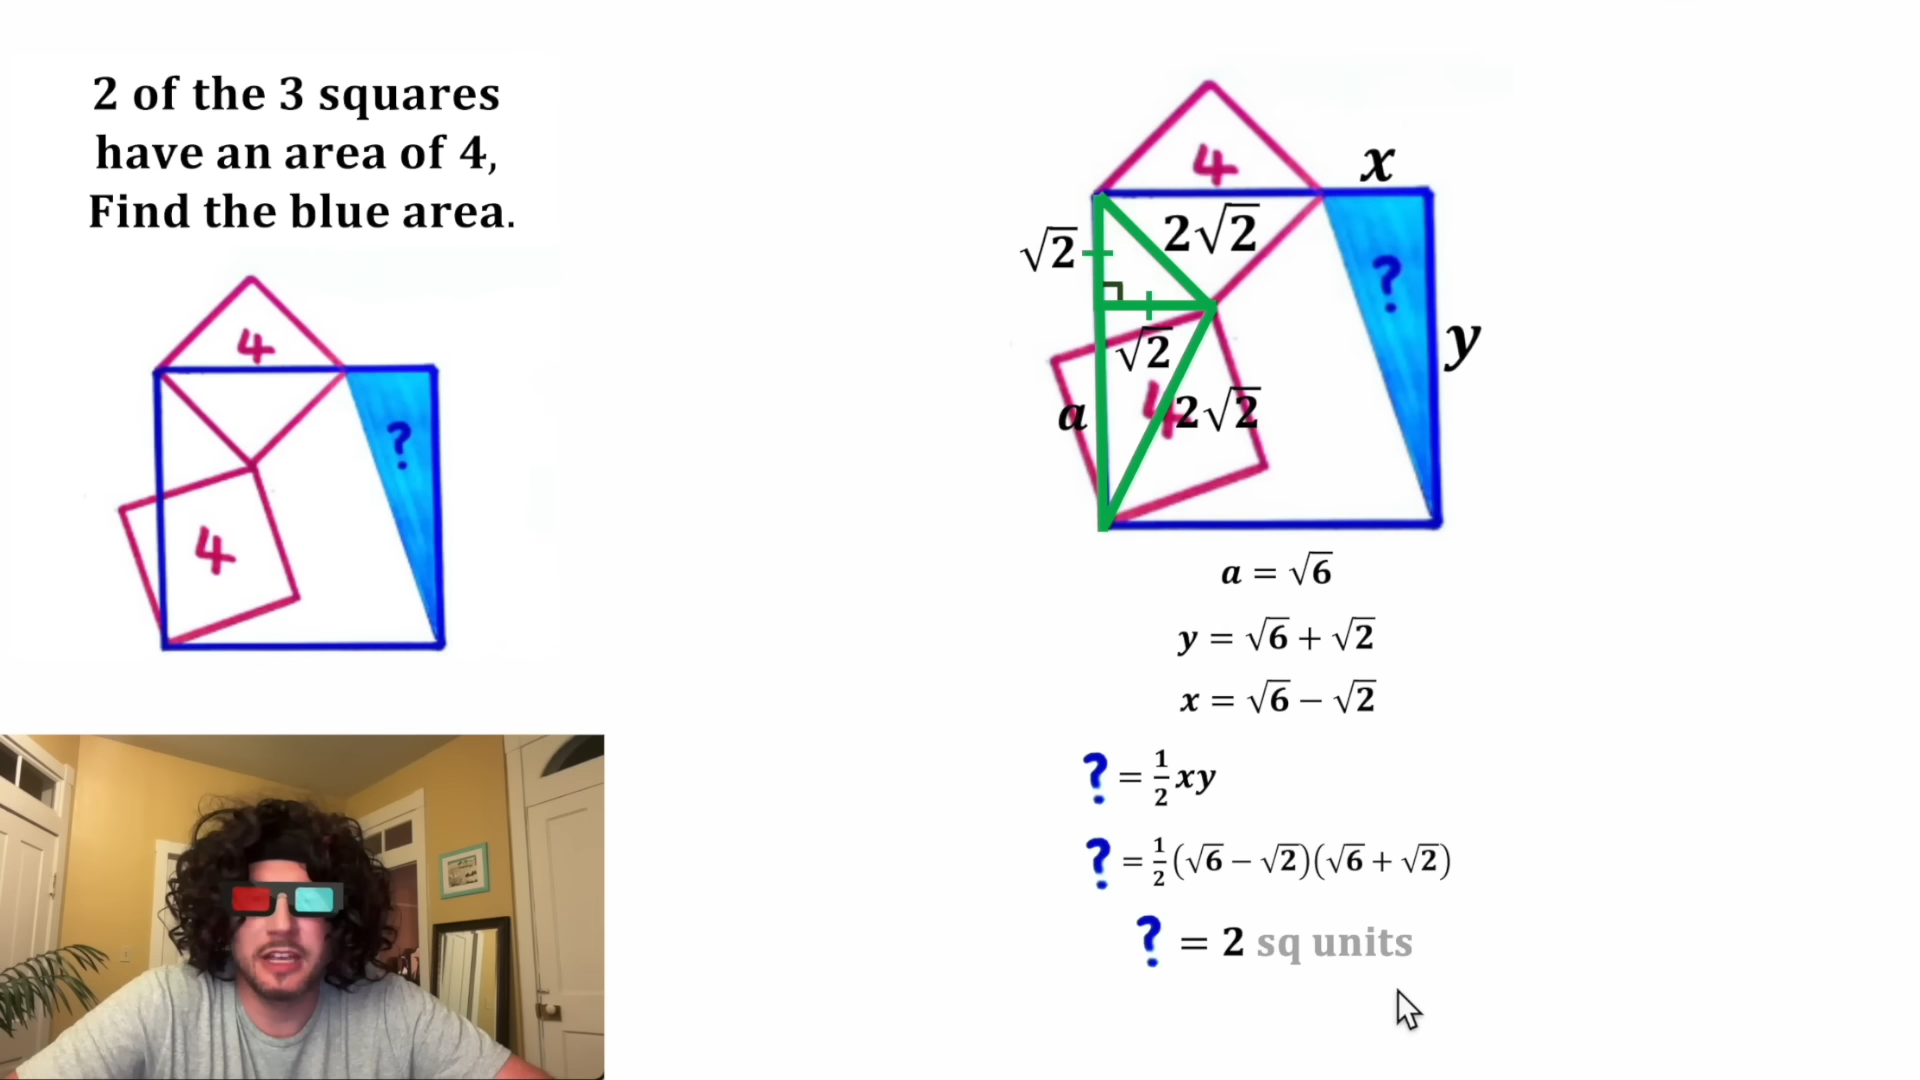 2 of the 3 squares
have an area of 4,
Find the blue area.
4
?
4
4
x
√2
2√2
?
y
√2
a
4
2√2
a = √6
y = √6 + √2
x = √6 − √2
? = 1/2 xy
? = 1/2 (√6 − √2)(√6 + √2)
? = 2 sq units